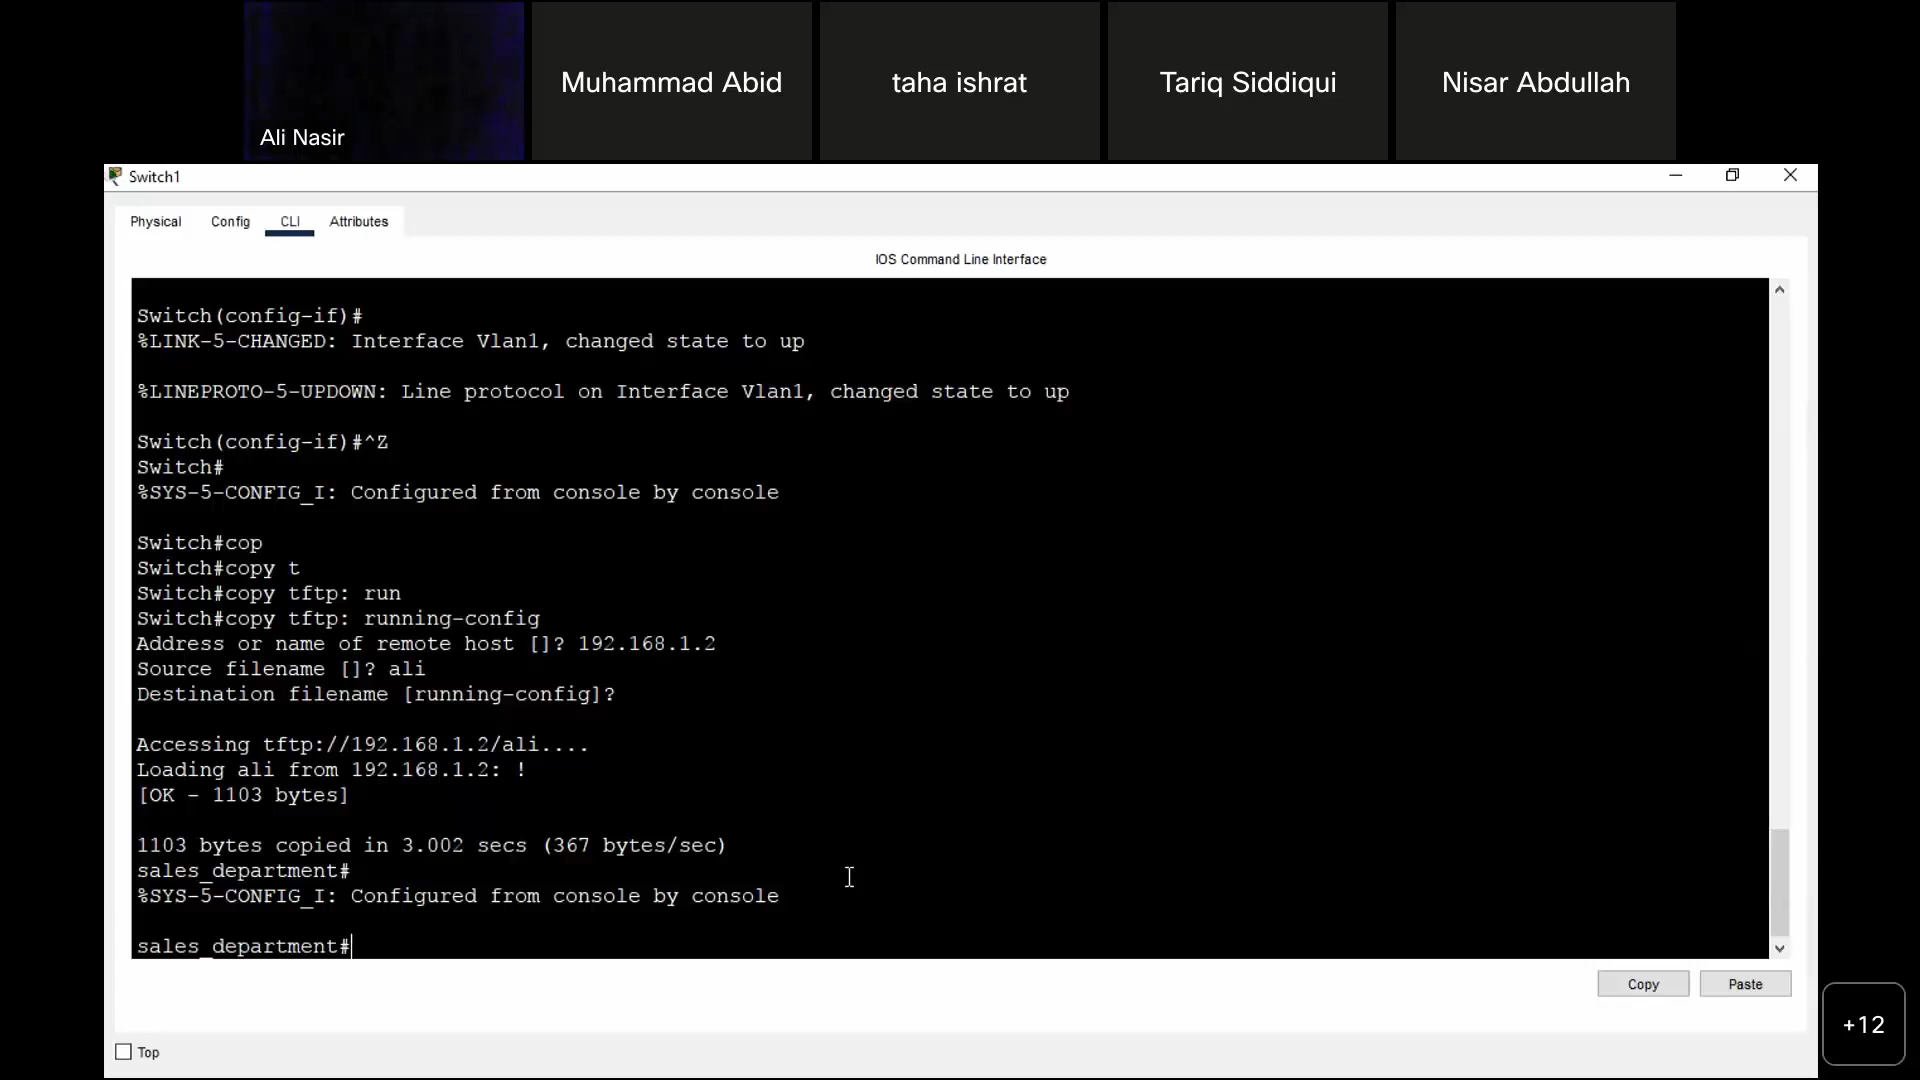 Ali Nasir
Muhammad Abid
taha ishrat
Tariq Siddiqui
Nisar Abdullah
Switch1
Physical Config CLI Attributes
IOS Command Line Interface
Switch(config-if)#
%LINK-5-CHANGED: Interface Vlan1, changed state to up
%LINEPROTO-5-UPDOWN: Line protocol on Interface Vlan1, changed state to up
Switch(config-if)#^Z
Switch#
%SYS-5-CONFIG_I: Configured from console by console
Switch#cop
Switch#copy t
Switch#copy tftp: run
Switch#copy tftp: running-config
Address or name of remote host []? 192.168.1.2
Source filename []? ali
Destination filename [running-config]?
Accessing tftp://192.168.1.2/ali....
Loading ali from 192.168.1.2: !
[OK - 1103 bytes]
1103 bytes copied in 3.002 secs (367 bytes/sec)
sales_department#
%SYS-5-CONFIG_I: Configured from console by console
sales_department#
Copy Paste
+12
Top